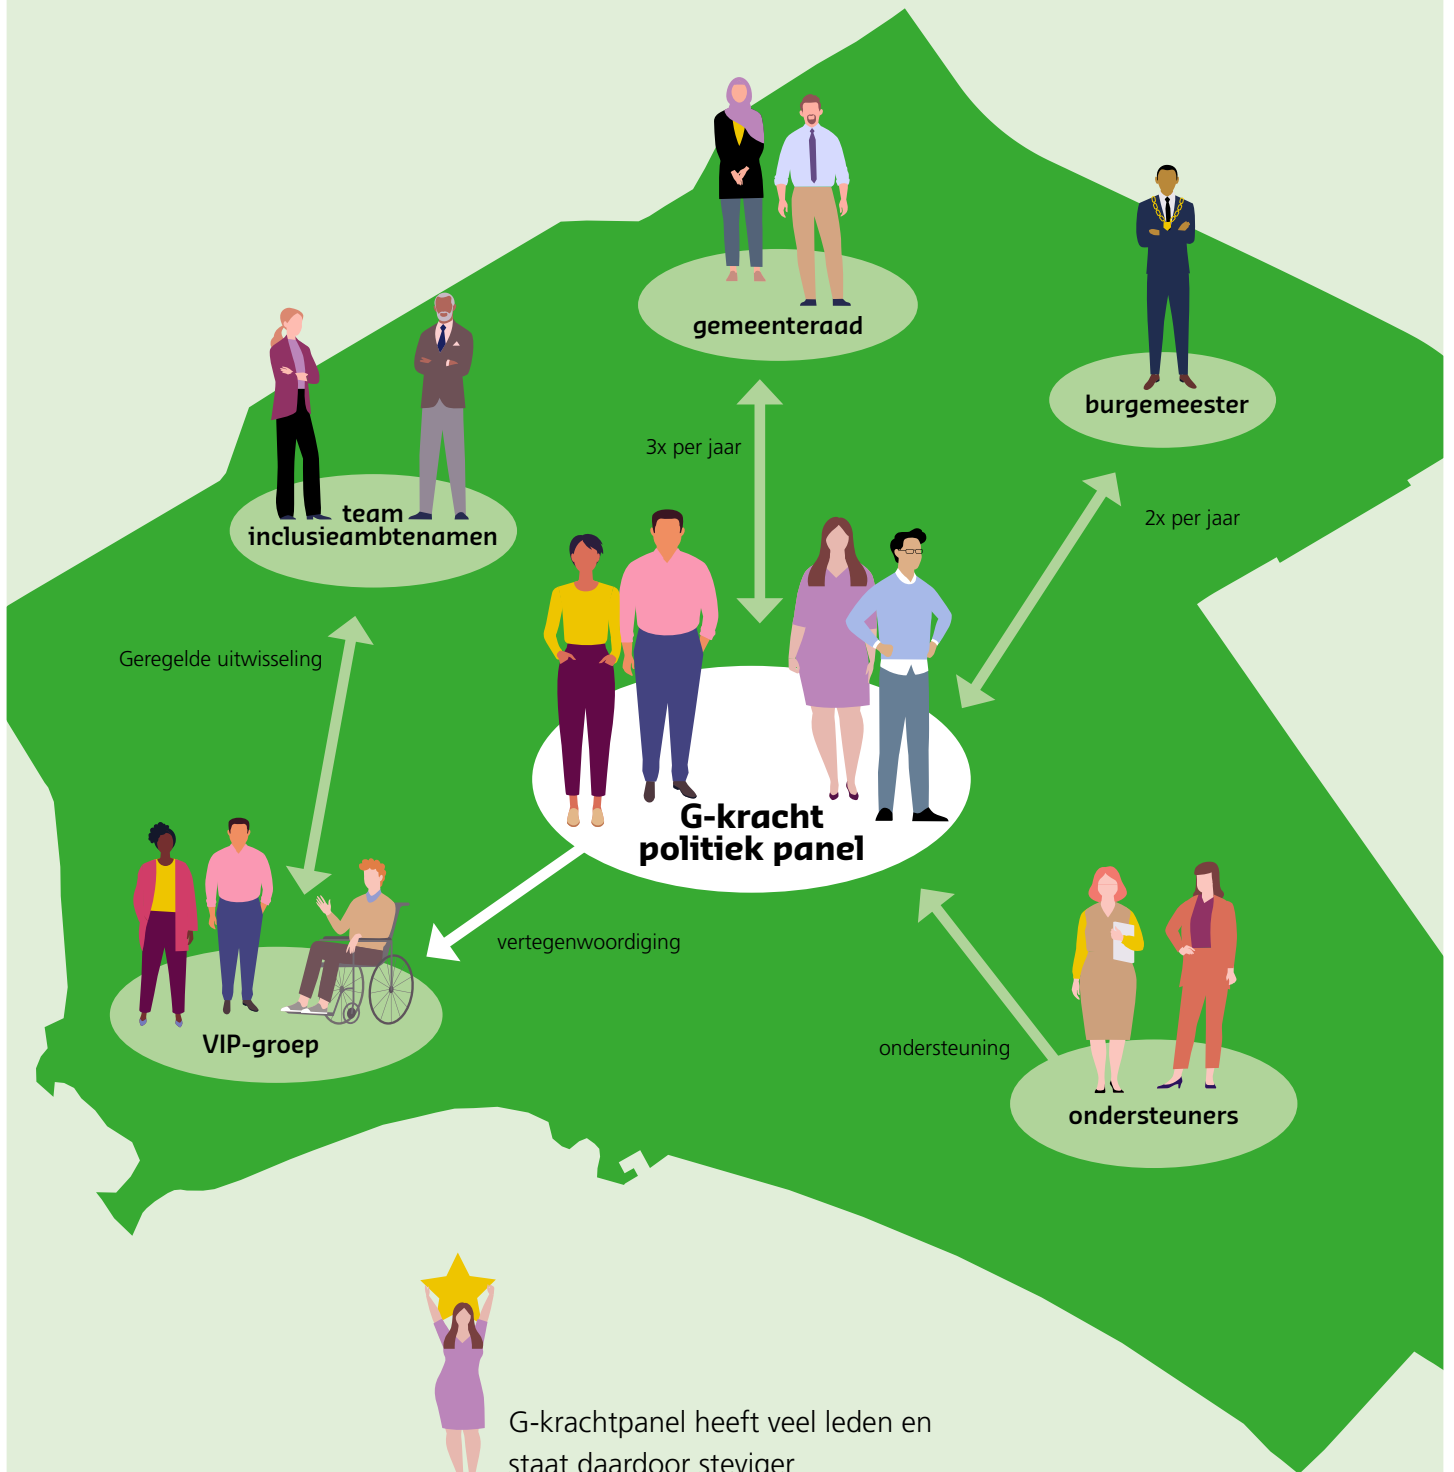 gemeenteraad
burgemeester
3x per jaar
2x per jaar
team
inclusieambtenamen
Geregelde uitwisseling
G-kracht
politiek panel
vertegenwoordiging
VIP-groep
ondersteuning
ondersteuners
G-krachtpanel heeft veel leden en
staat daardoor steviger